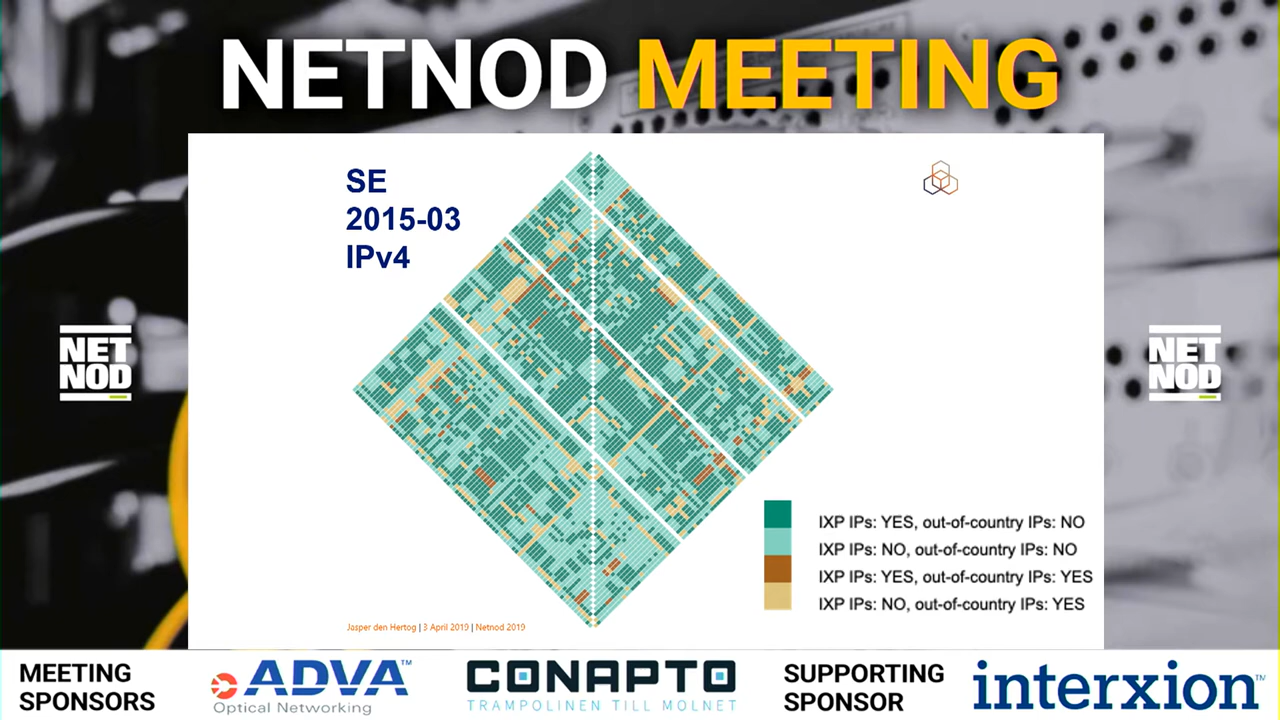 NETNOD MEETING
SE
2015-03
IPv4
NET
NOD
NET
NOD
IXP IPs: YES, out-of-country IPs: NO
IXP IPs: NO, out-of-country IPs: NO
IXP IPs: YES, out-of-country IPs: YES
IXP IPs: NO, out-of-country IPs: YES
Jasper den Hertog | 3 April 2019 | Netnod 2019
MEETING
SPONSORS
ADVA™
Optical Networking
CONAPTO
TRAMPOLINEN TILL MOLNET
SUPPORTING
SPONSOR
interxion™